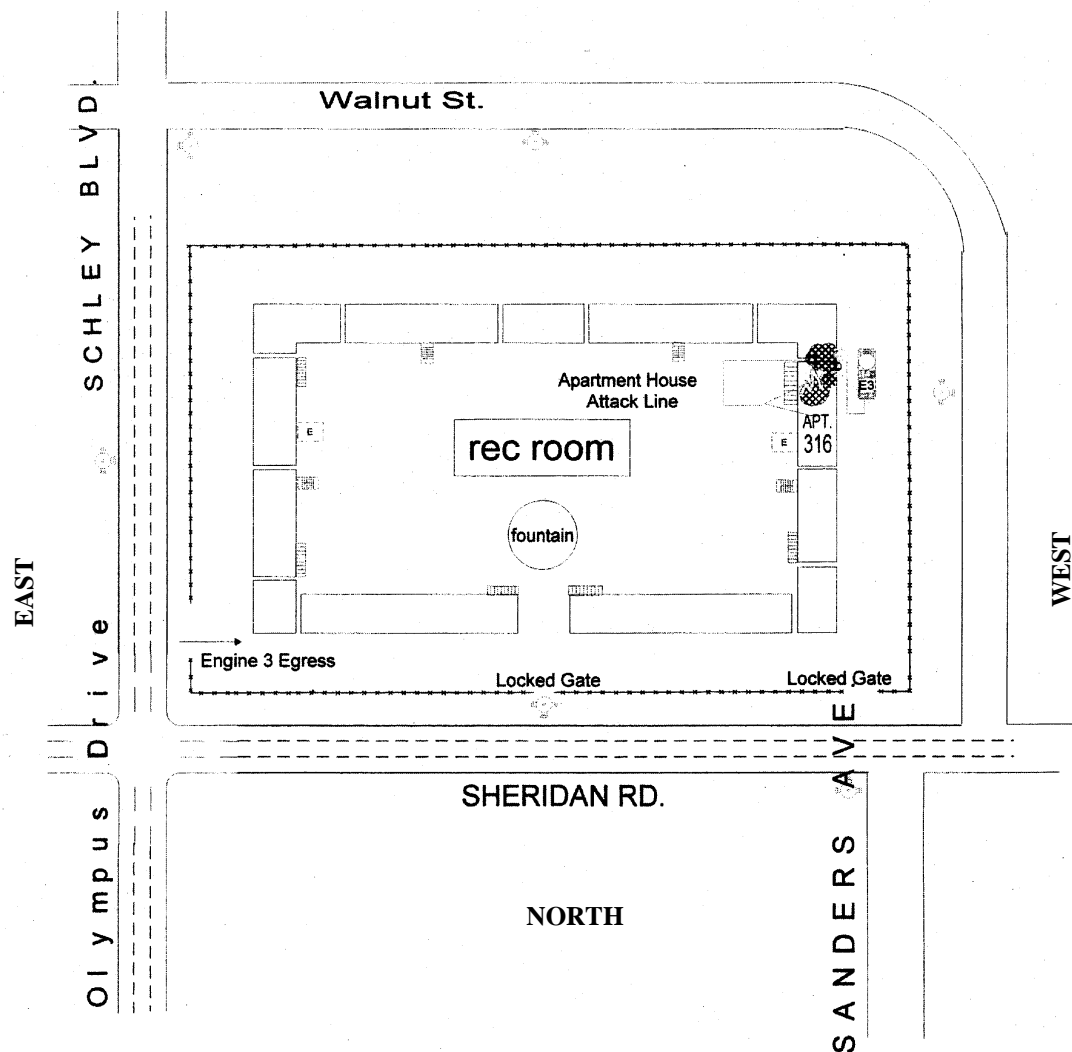 Walnut St.
SCHLEY BLVD.
Apartment House
Attack Line
E3
APT.
316
E
E
rec room
fountain
EAST
WEST
Olympus Drive
Engine 3 Egress
Locked Gate
Locked Gate
SANDERS AVE.
SHERIDAN RD.
NORTH